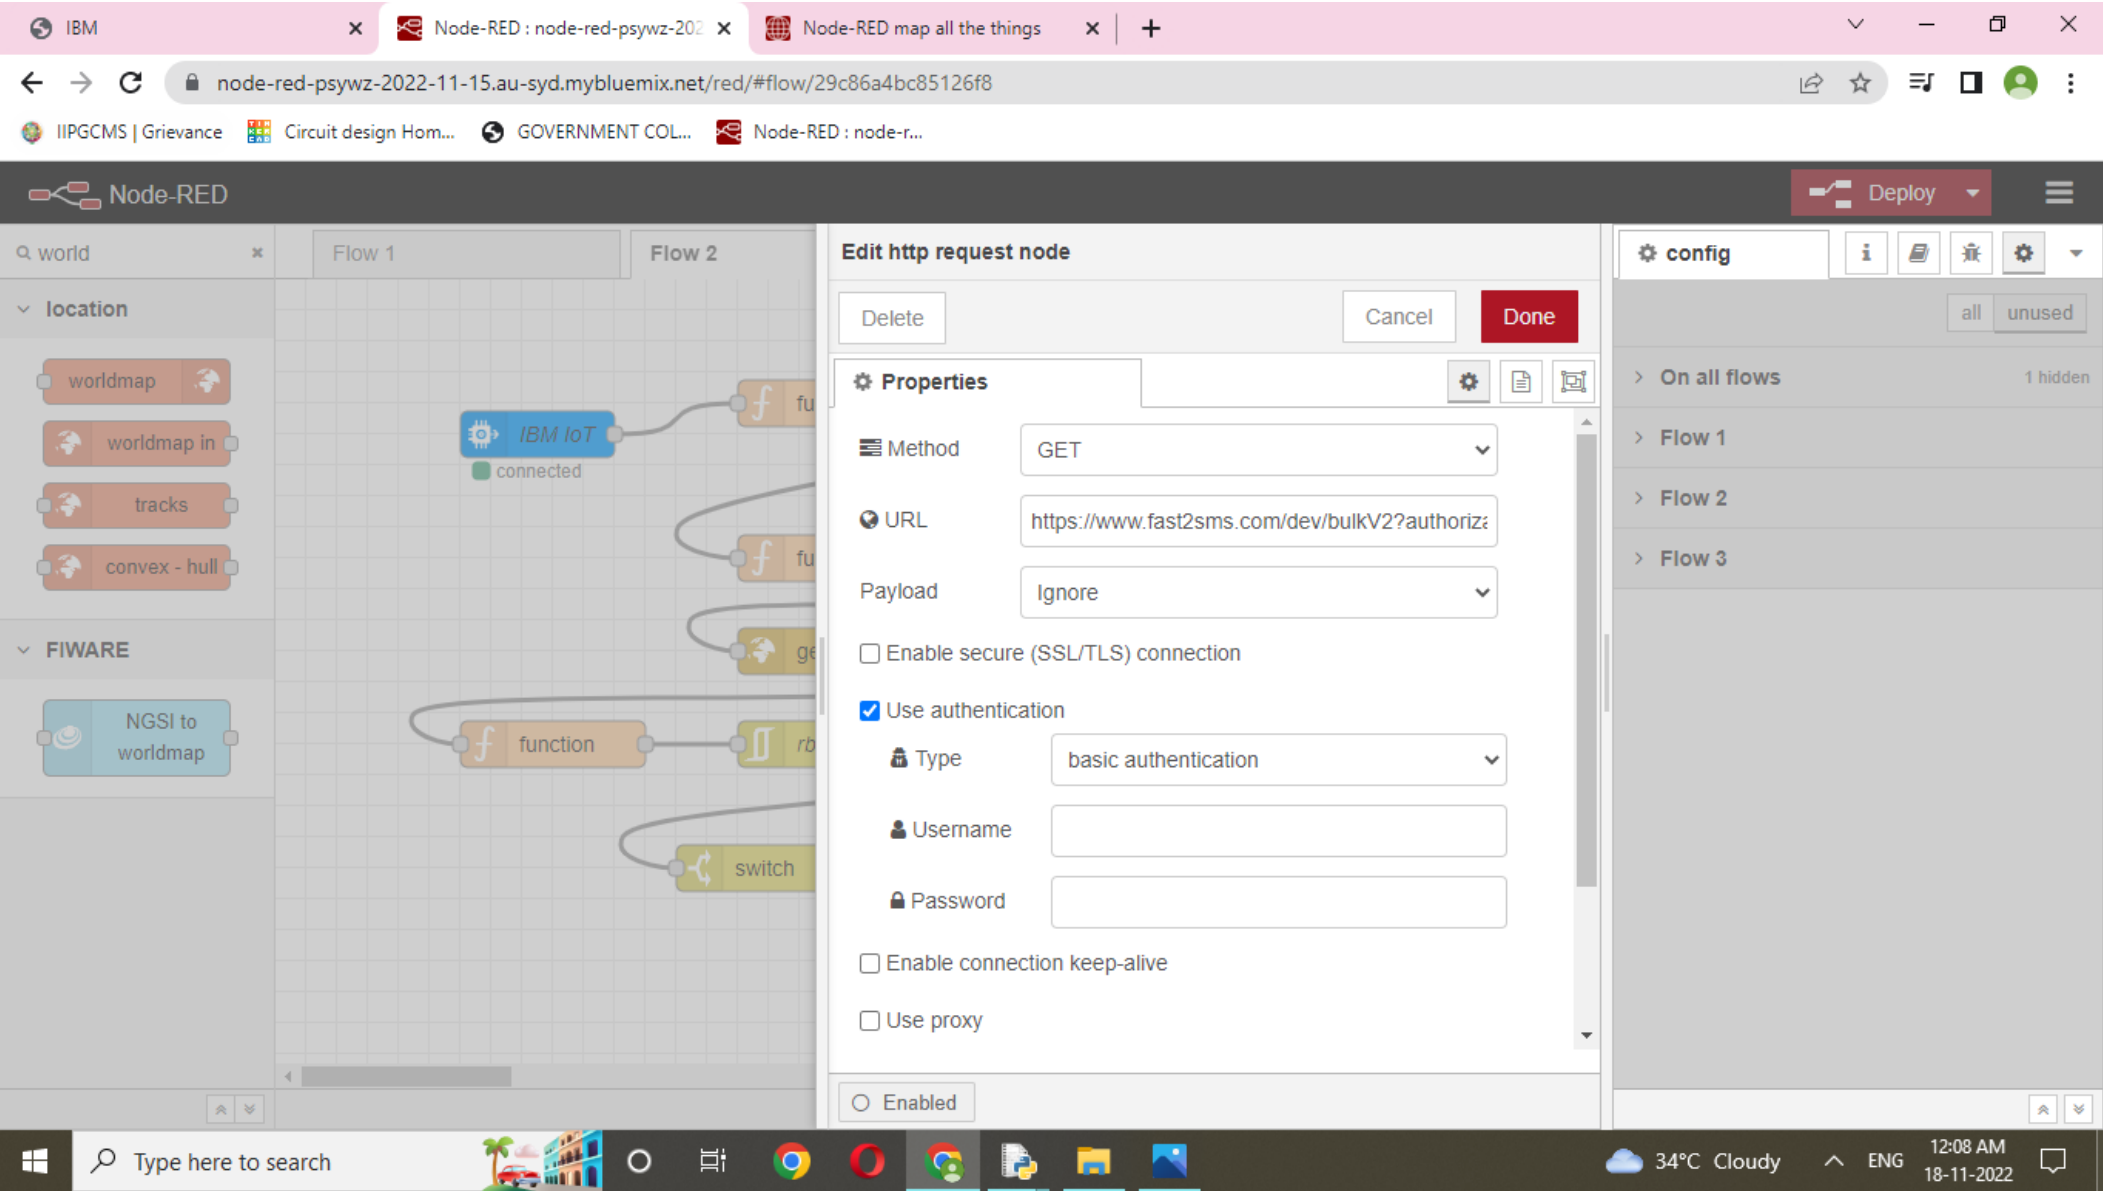 IBM
Node-RED : node-red-psywz-202
Node-RED map all the things
node-red-psywz-2022-11-15.au-syd.mybluemix.net/red/#flow/29c86a4bc85126f8
IIPGCMS | Grievance
Circuit design Hom...
GOVERNMENT COL...
Node-RED : node-r...
Node-RED
Deploy
world
Flow 1
Flow 2
Edit http request node
config
location
Delete
Cancel
Done
all
unused
worldmap
Properties
On all flows
1 hidden
fu
IBM IoT
connected
worldmap in
Method
GET
Flow 1
tracks
URL
https://www.fast2sms.com/dev/bulkV2?authoriza
Flow 2
convex - hull
fu
Payload
Ignore
Flow 3
FIWARE
ge
Enable secure (SSL/TLS) connection
NGSI to
worldmap
function
rb
Use authentication
Type
basic authentication
switch
Username
Password
Enable connection keep-alive
Use proxy
Enabled
Type here to search
34°C Cloudy
ENG
12:08 AM
18-11-2022